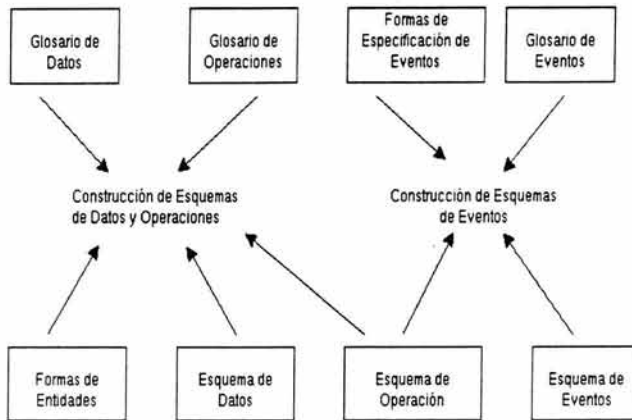 Glosario de
Datos
Glosario de
Operaciones
Formas de
Especificación de
Eventos
Glosario de
Eventos
Construcción de Esquemas
de Datos y Operaciones
Construcción de Esquemas
de Eventos
Formas de
Entidades
Esquema de
Datos
Esquema de
Operación
Esquema de
Eventos